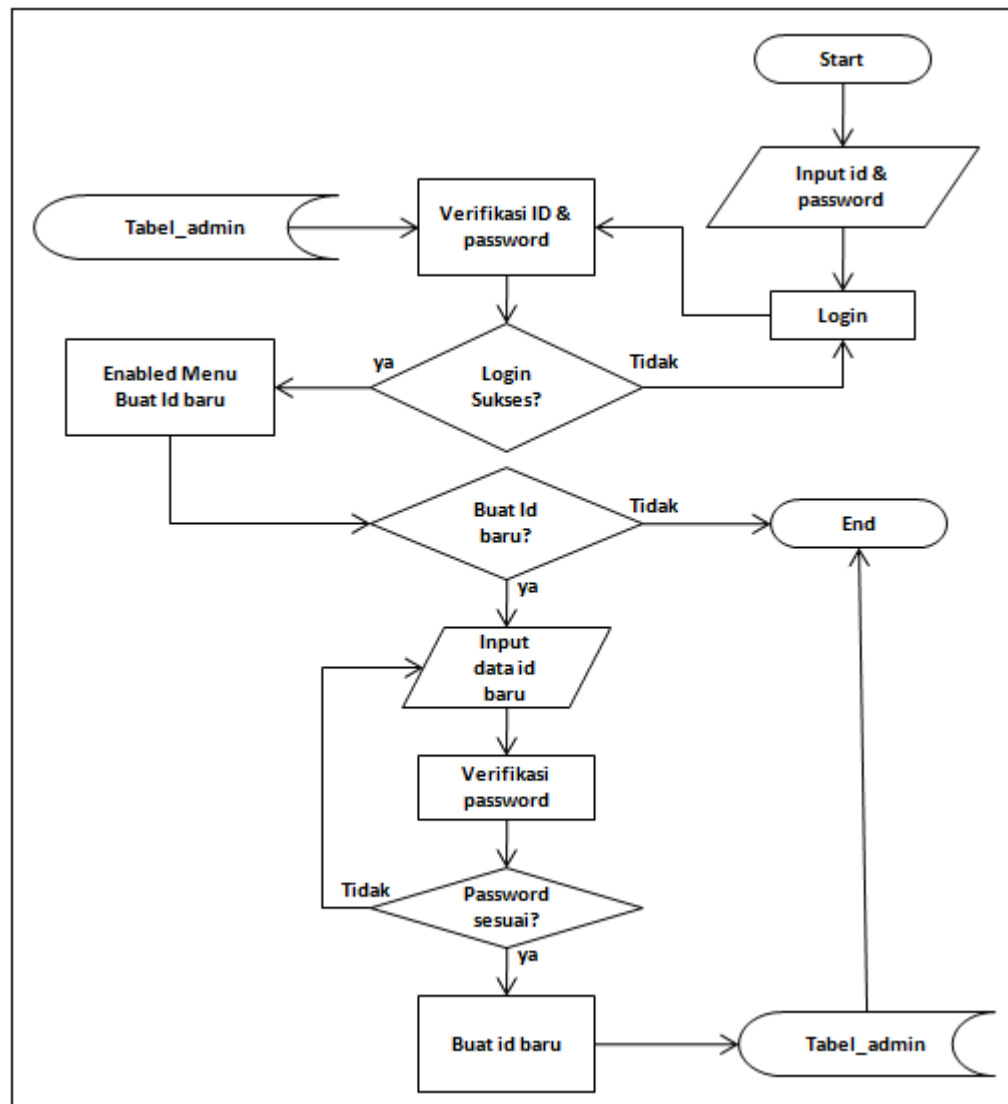 Start
Input id &
password
Login
Verifikasi ID &
password
Tabel_admin
Login
Sukses?
Tidak
ya
Enabled Menu
Buat Id baru
Buat Id
baru?
Tidak
End
ya
Input
data id
baru
Verifikasi
password
Password
sesuai?
Tidak
ya
Buat id baru
Tabel_admin